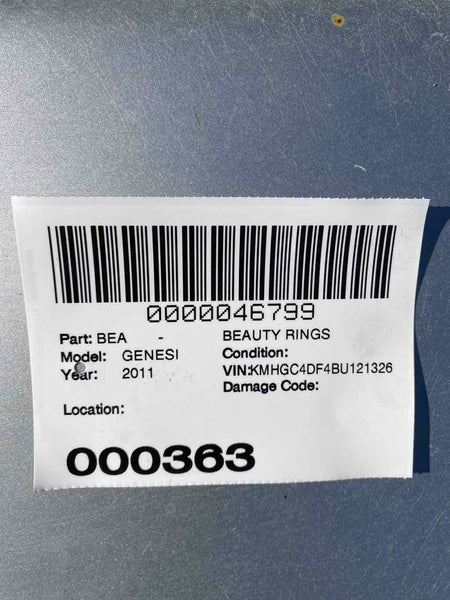 0000046799
Part: BEA - BEAUTY RINGS
Model: GENESI Condition:
Year: 2011 VIN:KMHGC4DF4BU121326
Damage Code:
Location:
000363